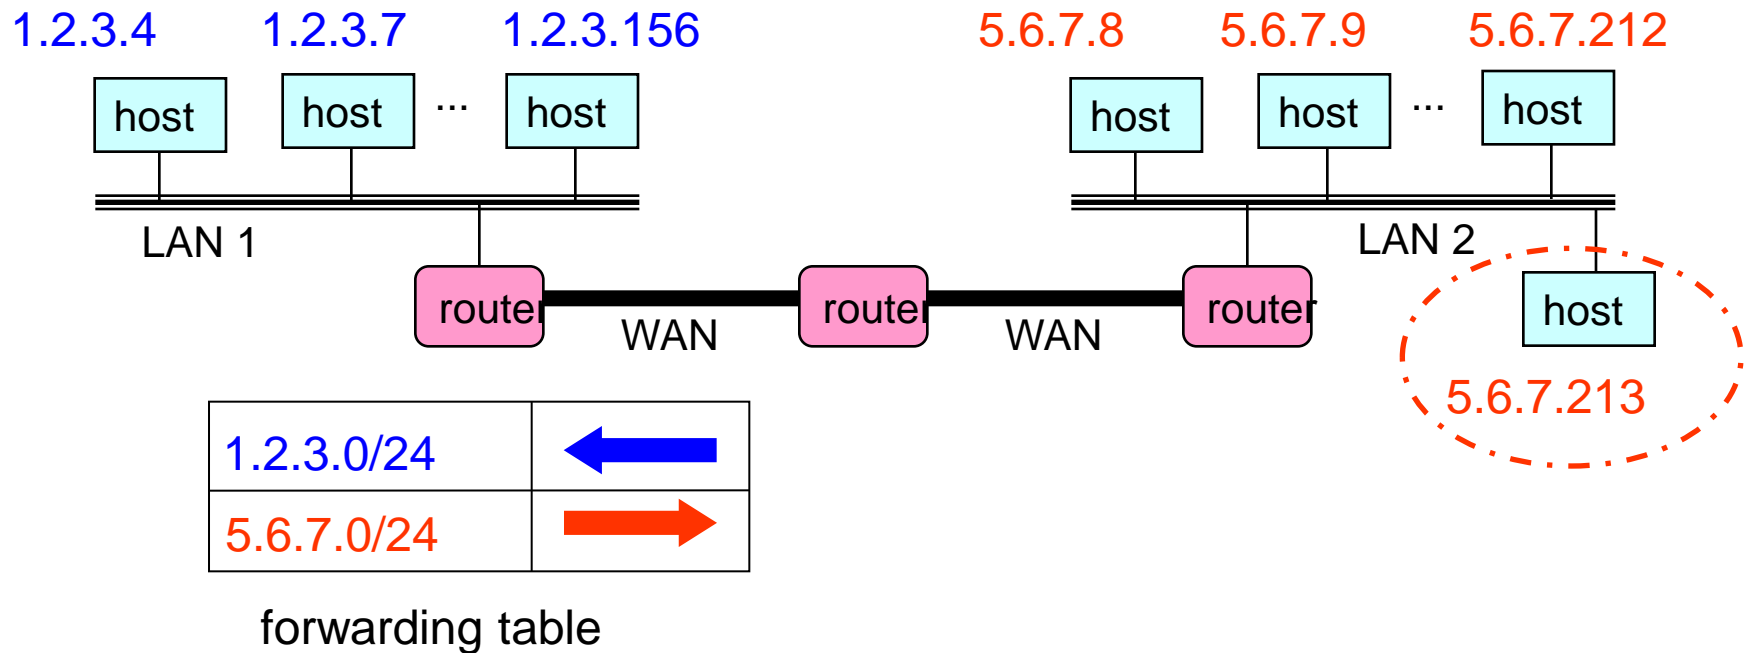 1.2.3.4 1.2.3.7 1.2.3.156 5.6.7.8 5.6.7.9 5.6.7.212
host host ... host host host ... host
LAN 1 LAN 2
router router router host
WAN WAN
5.6.7.213
1.2.3.0/24
5.6.7.0/24
forwarding table